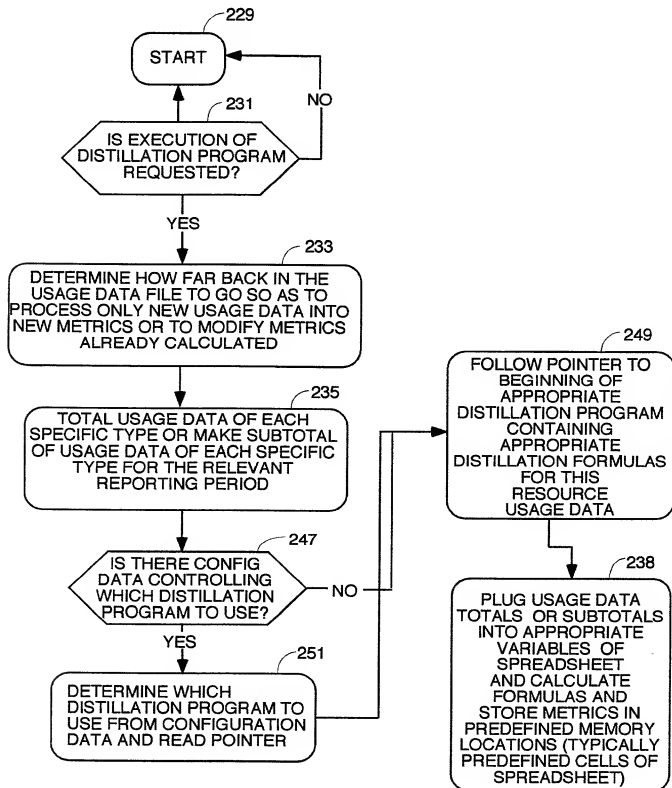 229
START
NO
231
IS EXECUTION OF
DISTILLATION PROGRAM
REQUESTED?
YES
233
DETERMINE HOW FAR BACK IN THE
USAGE DATA FILE TO GO SO AS TO
PROCESS ONLY NEW USAGE DATA INTO
NEW METRICS OR TO MODIFY METRICS
ALREADY CALCULATED
235
TOTAL USAGE DATA OF EACH
SPECIFIC TYPE OR MAKE SUBTOTAL
OF USAGE DATA OF EACH SPECIFIC
TYPE FOR THE RELEVANT
REPORTING PERIOD
247
IS THERE CONFIG
DATA CONTROLLING
WHICH DISTILLATION
PROGRAM TO USE?
NO
YES
251
DETERMINE WHICH
DISTILLATION PROGRAM TO
USE FROM CONFIGURATION
DATA AND READ POINTER
249
FOLLOW POINTER TO
BEGINNING OF
APPROPRIATE
DISTILLATION PROGRAM
CONTAINING
APPROPRIATE
DISTILLATION FORMULAS
FOR THIS
RESOURCE
USAGE DATA
238
PLUG USAGE DATA
TOTALS OR SUBTOTALS
INTO APPROPRIATE
VARIABLES OF
SPREADSHEET
AND CALCULATE
FORMULAS AND
STORE METRICS IN
PREDEFINED MEMORY
LOCATIONS (TYPICALLY
PREDEFINED CELLS OF
SPREADSHEET)